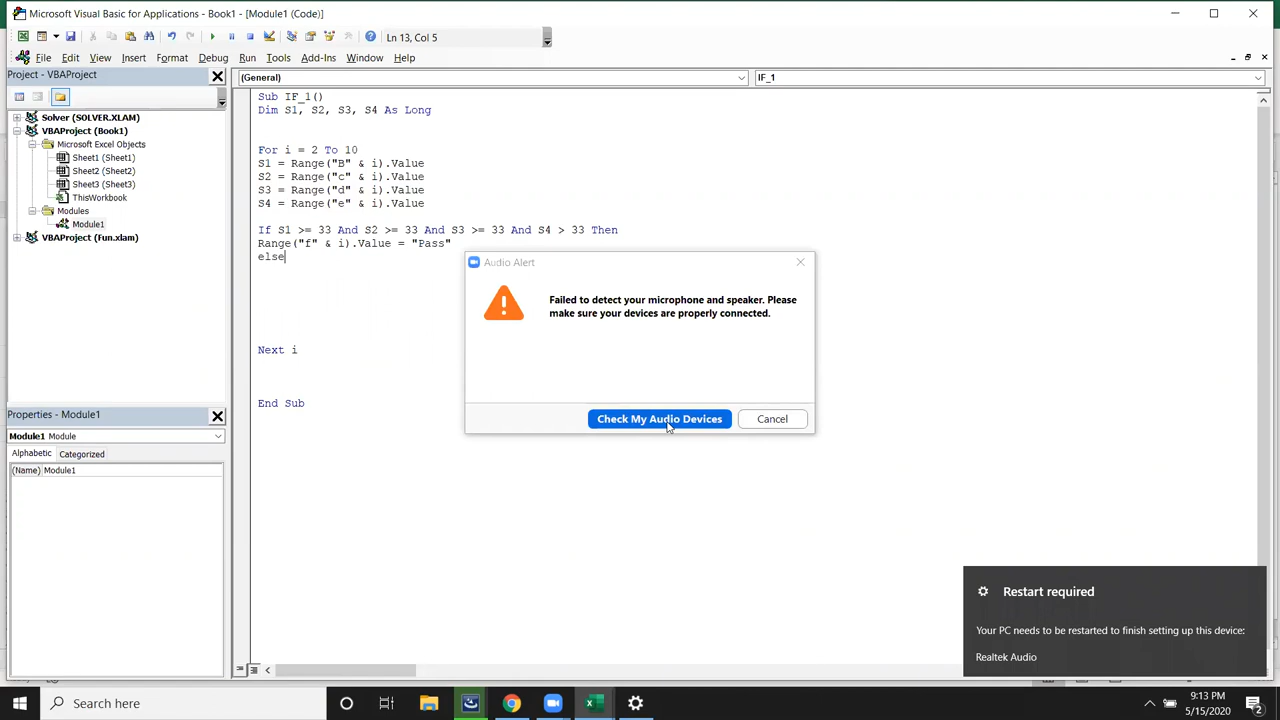 Microsoft Visual Basic for Applications - Book1 - [Module1 (Code)]
Ln 13, Col 5
File Edit View Insert Format Debug Run Tools Add-Ins Window Help
Project - VBAProject
(General) IF_1
Solver (SOLVER.XLAM)
VBAProject (Book1)
Microsoft Excel Objects
Sheet1 (Sheet1)
Sheet2 (Sheet2)
Sheet3 (Sheet3)
ThisWorkbook
Modules
Module1
VBAProject (Fun.xlam)
Properties - Module1
Module1 Module
Alphabetic Categorized
(Name) Module1
Sub IF_1()
Dim S1, S2, S3, S4 As Long
For i = 2 To 10
S1 = Range("B" & i).Value
S2 = Range("c" & i).Value
S3 = Range("d" & i).Value
S4 = Range("e" & i).Value
If S1 >= 33 And S2 >= 33 And S3 >= 33 And S4 > 33 Then
Range("f" & i).Value = "Pass"
else
Next i
End Sub
Audio Alert
Failed to detect your microphone and speaker. Please
make sure your devices are properly connected.
Check My Audio Devices Cancel
Restart required
Your PC needs to be restarted to finish setting up this device:
Realtek Audio
Search here
9:13 PM
5/15/2020
2